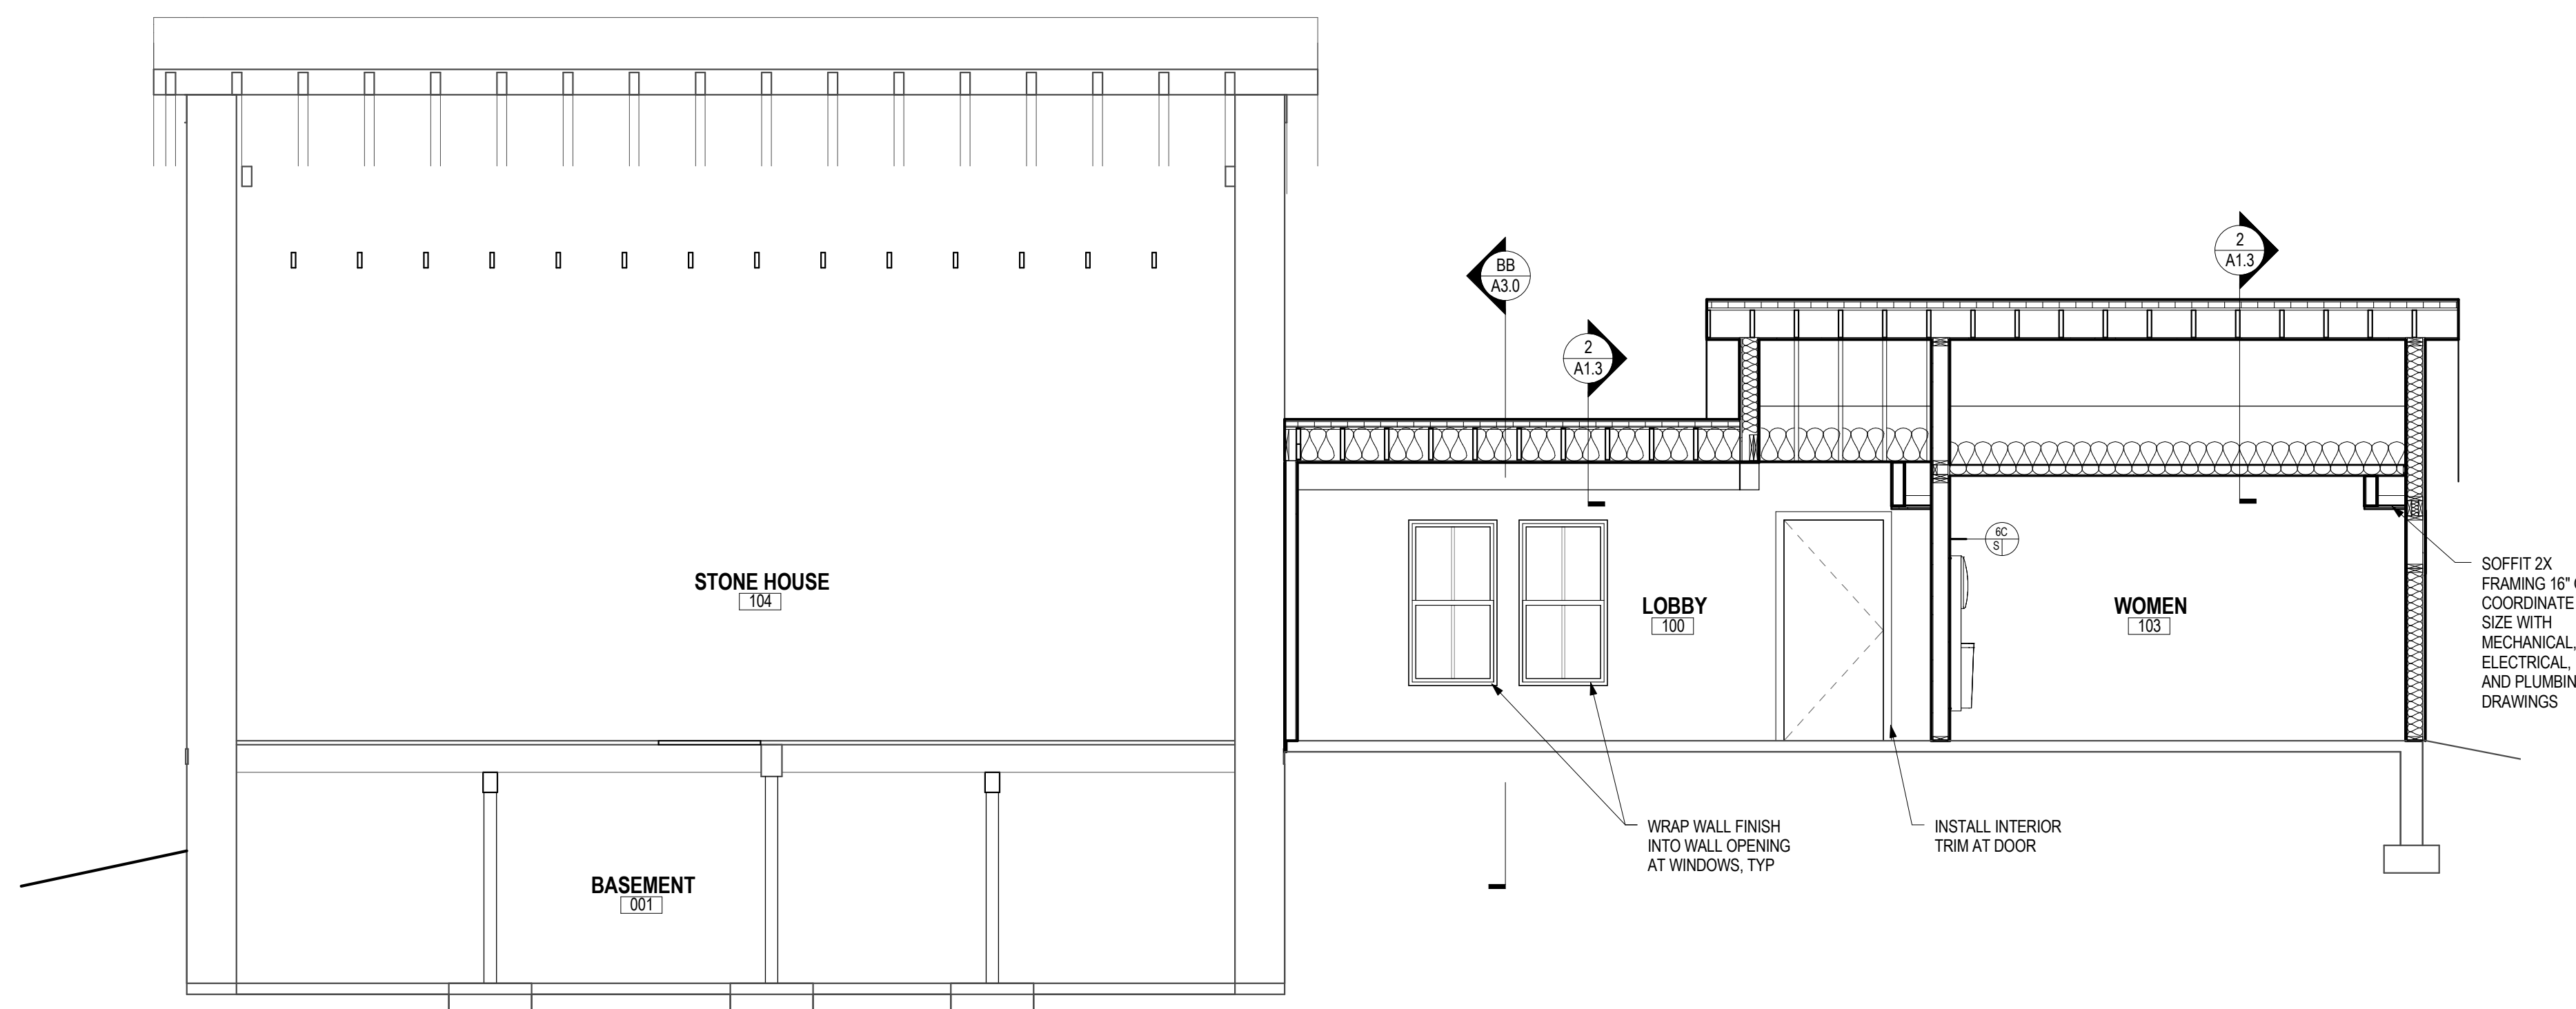 2
A1.3
BB
A3.0
2
A1.3
6C
S
SOFFIT 2X
FRAMING 16"
COORDINATE
SIZE WITH
MECHANICAL,
ELECTRICAL,
AND PLUMBIN
DRAWINGS
STONE HOUSE
104
LOBBY
100
WOMEN
103
WRAP WALL FINISH
INTO WALL OPENING
AT WINDOWS, TYP
INSTALL INTERIOR
TRIM AT DOOR
BASEMENT
001